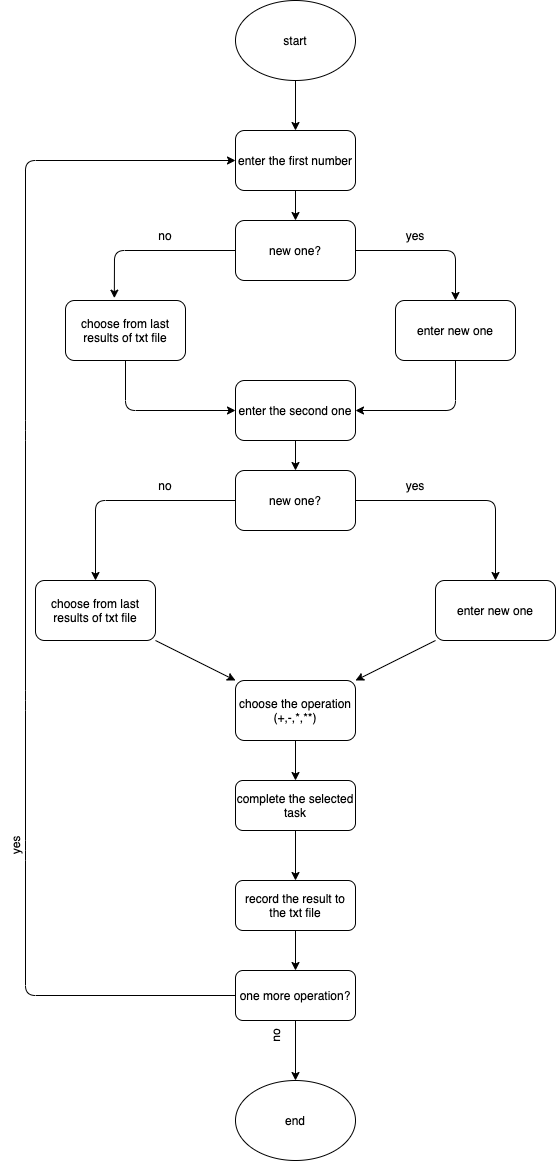 start
enter the first number
new one?
no
yes
choose from last
results of txt file
enter new one
enter the second one
new one?
no
yes
choose from last
results of txt file
enter new one
choose the operation
(+,-,*,**)
complete the selected
task
yes
record the result to
the txt file
one more operation?
no
end